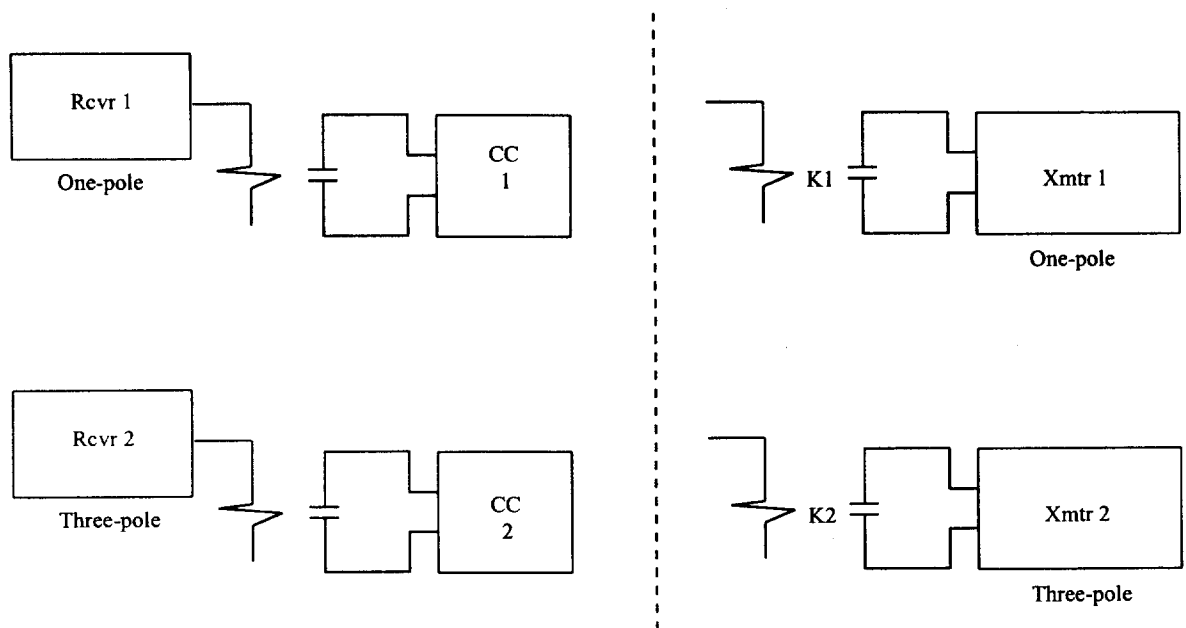 Rcvr 1
One-pole
CC
1
K1
Xmtr 1
One-pole
Rcvr 2
Three-pole
CC
2
K2
Xmtr 2
Three-pole